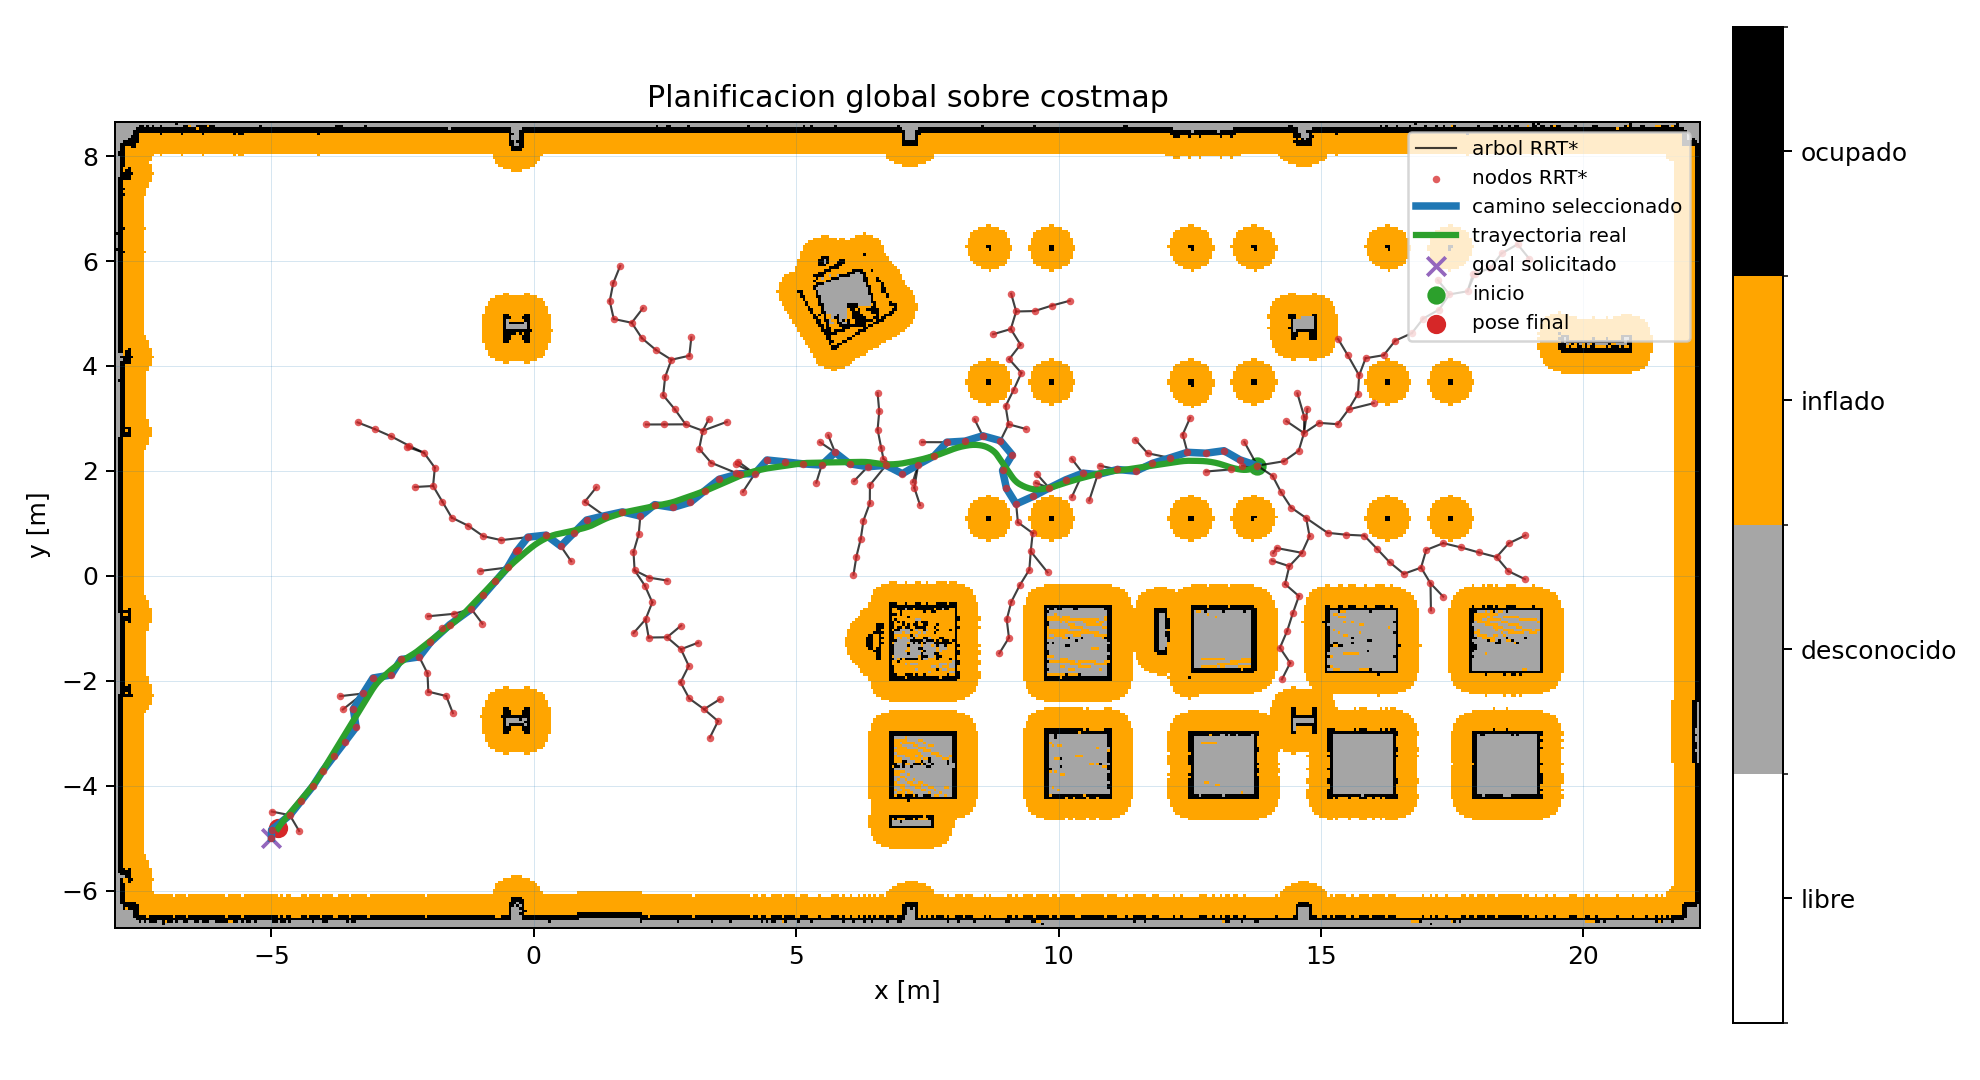 Planificacion global sobre costmap
arbol RRT*
nodos RRT*
camino seleccionado
trayectoria real
goal solicitado
inicio
pose final
8
6
4
2
0
−2
−4
−6
y [m]
−5
0
5
10
15
20
x [m]
ocupado
inflado
desconocido
libre